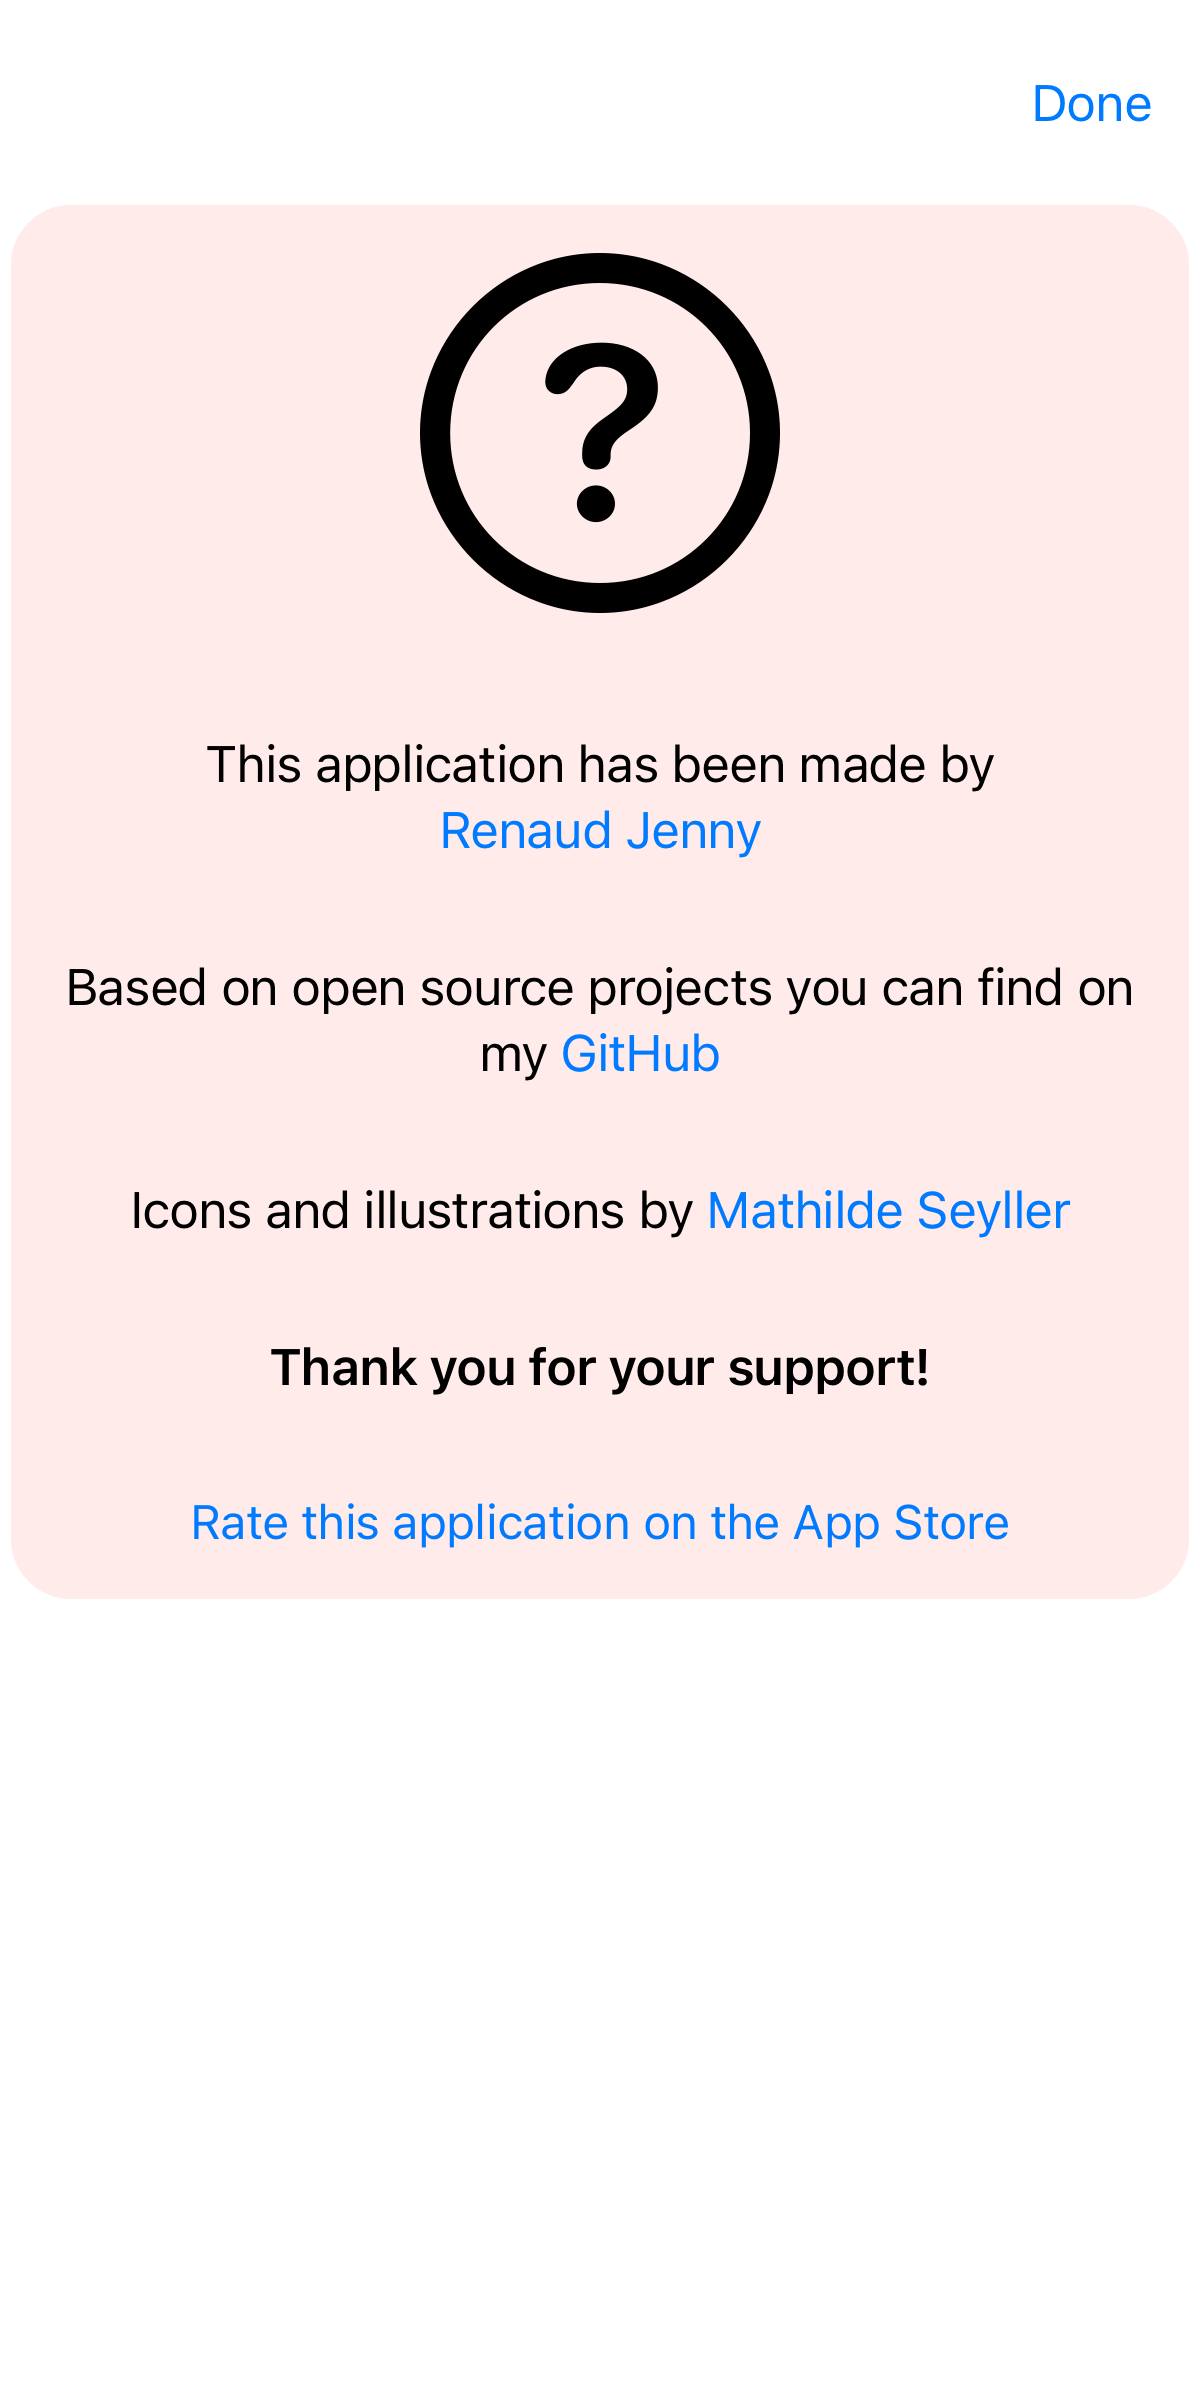 Done
?
This application has been made by
Renaud Jenny
Based on open source projects you can find on
my GitHub
Icons and illustrations by Mathilde Seyller
Thank you for your support!
Rate this application on the App Store